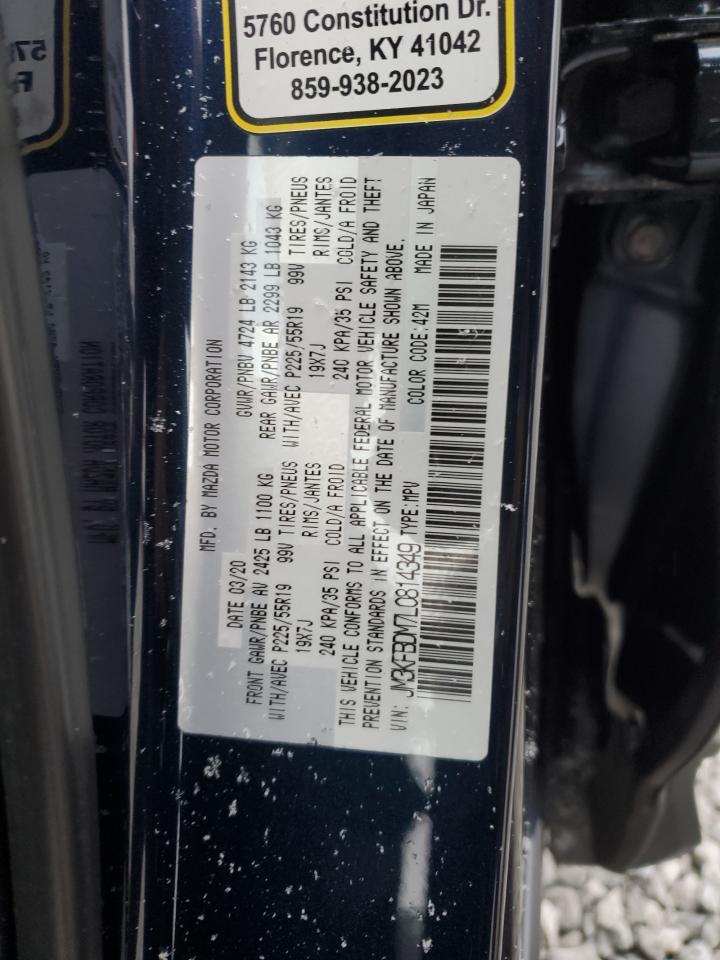 5760 Constitution Dr.
Florence, KY 41042
859-938-2023
MFD. BY MAZDA MOTOR CORPORATION
DATE 03/20 GVWR/PNBV 4724 LB 2143 KG
FRONT GAWR/PNBE AV 2425 LB 1100 KG REAR GAWR/PNBE AR 2299 LB 1043 KG
WITH/AVEC P225/55R19 99V TIRES/PNEUS WITH/AVEC P225/55R19 99V TIRES/PNEUS
19X7J RIMS/JANTES 19X7J RIMS/JANTES
240 KPA/35 PSI COLD/A FROID 240 KPA/35 PSI COLD/A FROID
THIS VEHICLE CONFORMS TO ALL APPLICABLE FEDERAL MOTOR VEHICLE SAFETY AND THEFT
PREVENTION STANDARDS IN EFFECT ON THE DATE OF MANUFACTURE SHOWN ABOVE.
VIN: JM3KFBDM7L0814349 TYPE:MPV COLOR CODE:42M MADE IN JAPAN